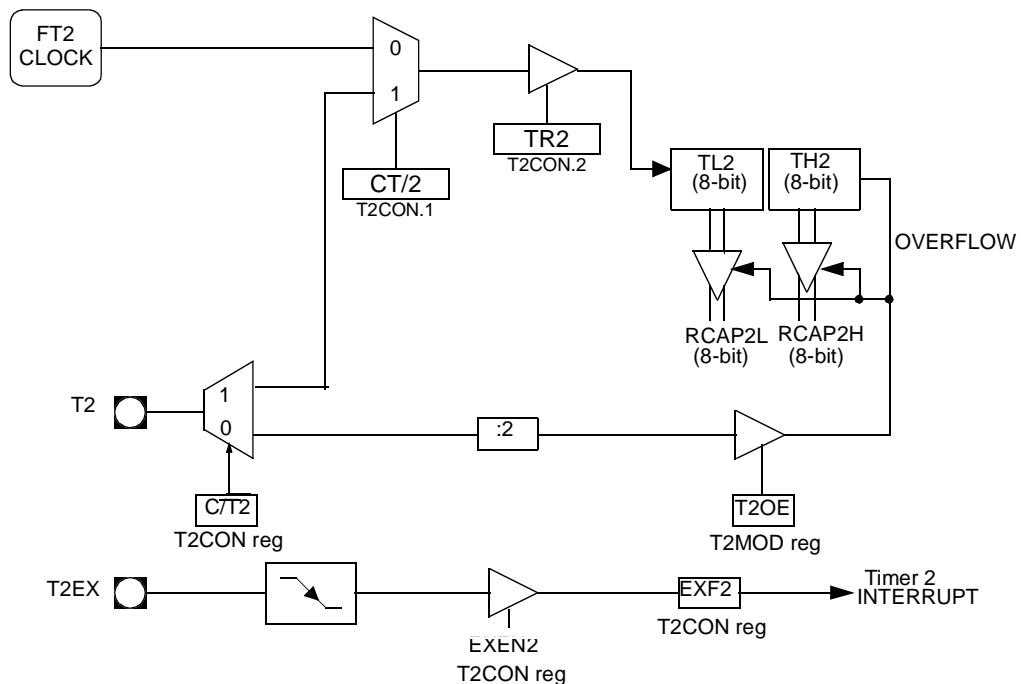 FT2
CLOCK
0
1
TR2
T2CON.2
CT/2
T2CON.1
TL2
(8-bit)
TH2
(8-bit)
OVERFLOW
RCAP2L
(8-bit)
RCAP2H
(8-bit)
T2
1
0
:2
C/T2
T2CON reg
T2OE
T2MOD reg
T2EX
EXEN2
T2CON reg
EXF2
T2CON reg
Timer 2
INTERRUPT